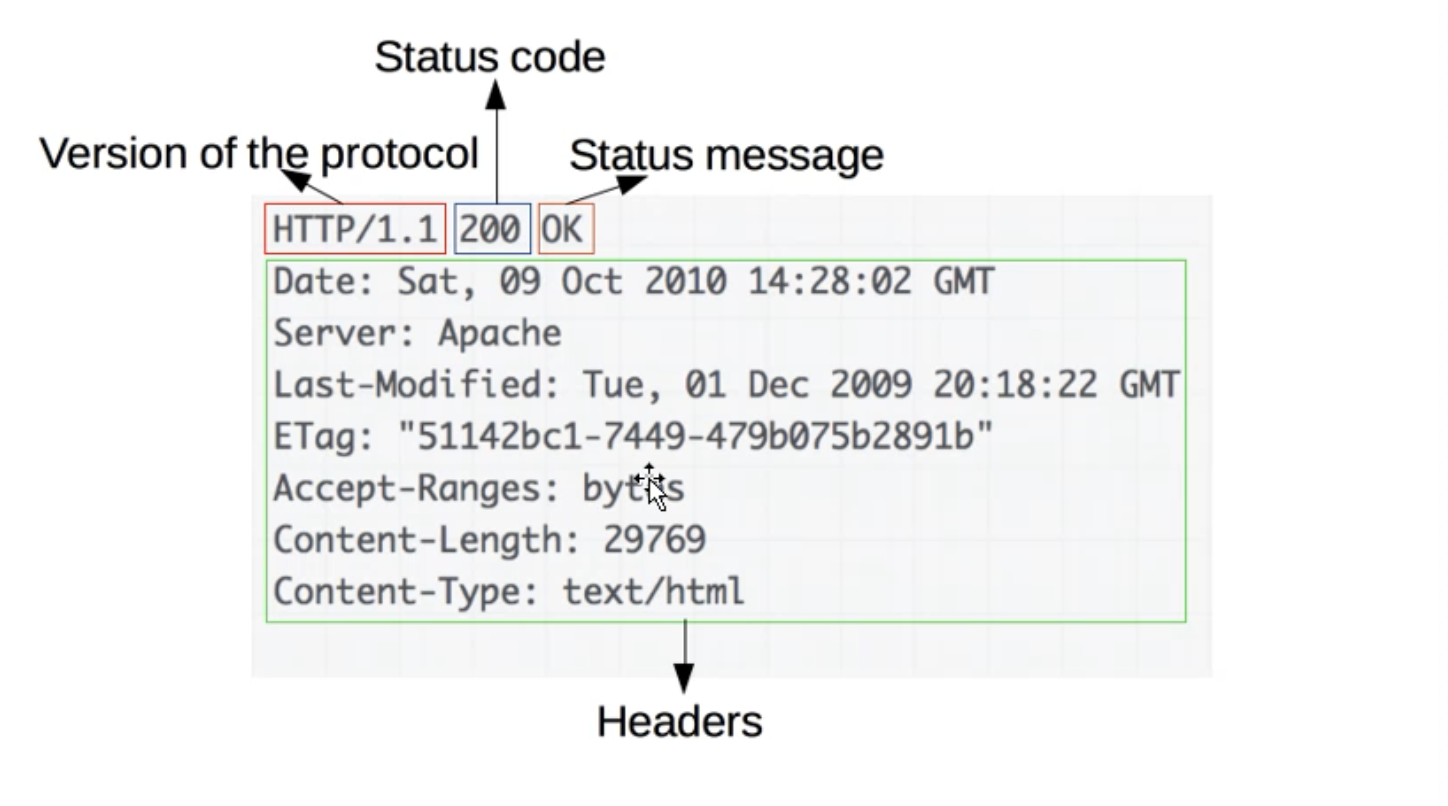 Status code
Version of the protocol
Status message
HTTP/1.1 200 OK
Date: Sat, 09 Oct 2010 14:28:02 GMT
Server: Apache
Last-Modified: Tue, 01 Dec 2009 20:18:22 GMT
ETag: "51142bc1-7449-479b075b2891b"
Accept-Ranges: bytes
Content-Length: 29769
Content-Type: text/html
Headers